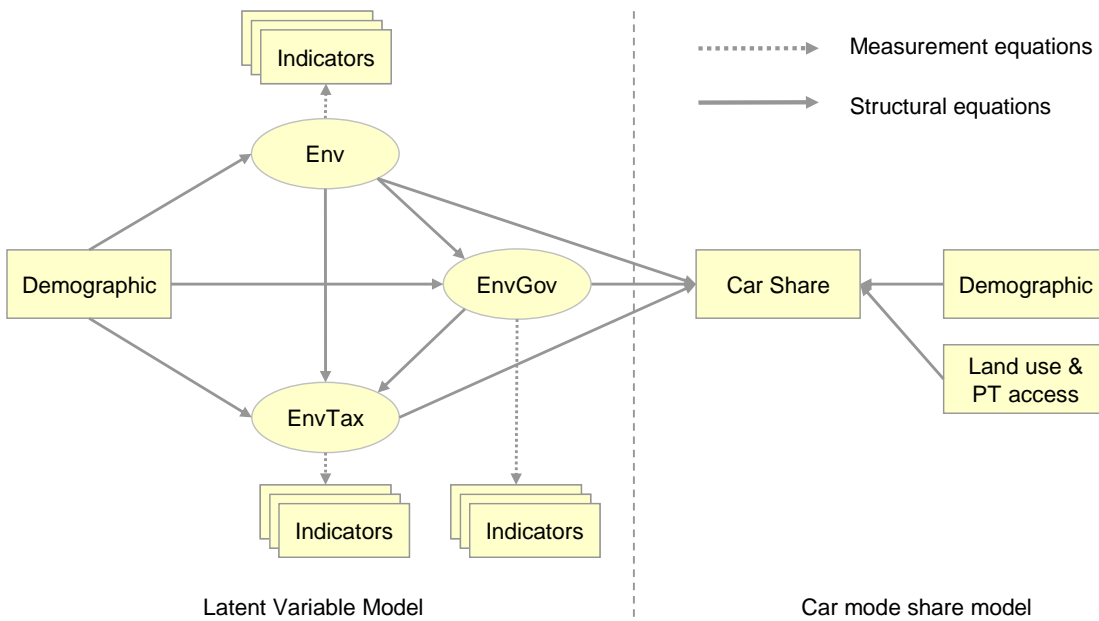 Indicators
Measurement equations
Structural equations
Env
Demographic
EnvGov
Car Share
Demographic
Land use &
PT access
EnvTax
Indicators
Indicators
Latent Variable Model
Car mode share model